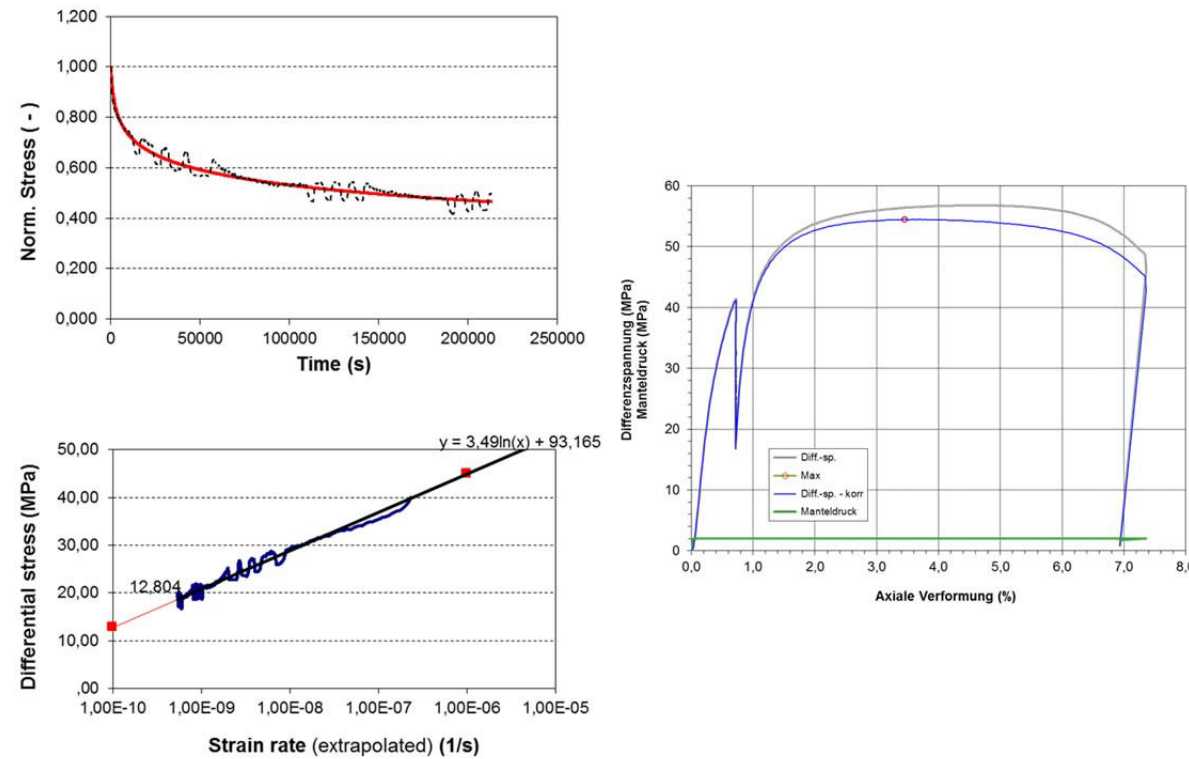 Norm. Stress ( - )
1,200
1,000
0,800
0,600
0,400
0,200
0,000
0 50000 100000 150000 200000 250000
Time (s)
Differential stress (MPa)
50,00
40,00
30,00
20,00
10,00
,00
y = 3,49ln(x) + 93,165
12,804
1,00E-10 1,00E-09 1,00E-08 1,00E-07 1,00E-06 1,00E-05
Strain rate (extrapolated) (1/s)
Differenzspannung (MPa)
Manteldruck (MPa)
60
50
40
30
20
10
0
Diff.-sp.
Max
Diff.-sp. - korr
Manteldruck
0,0 1,0 2,0 3,0 4,0 5,0 6,0 7,0 8,0
Axiale Verformung (%)